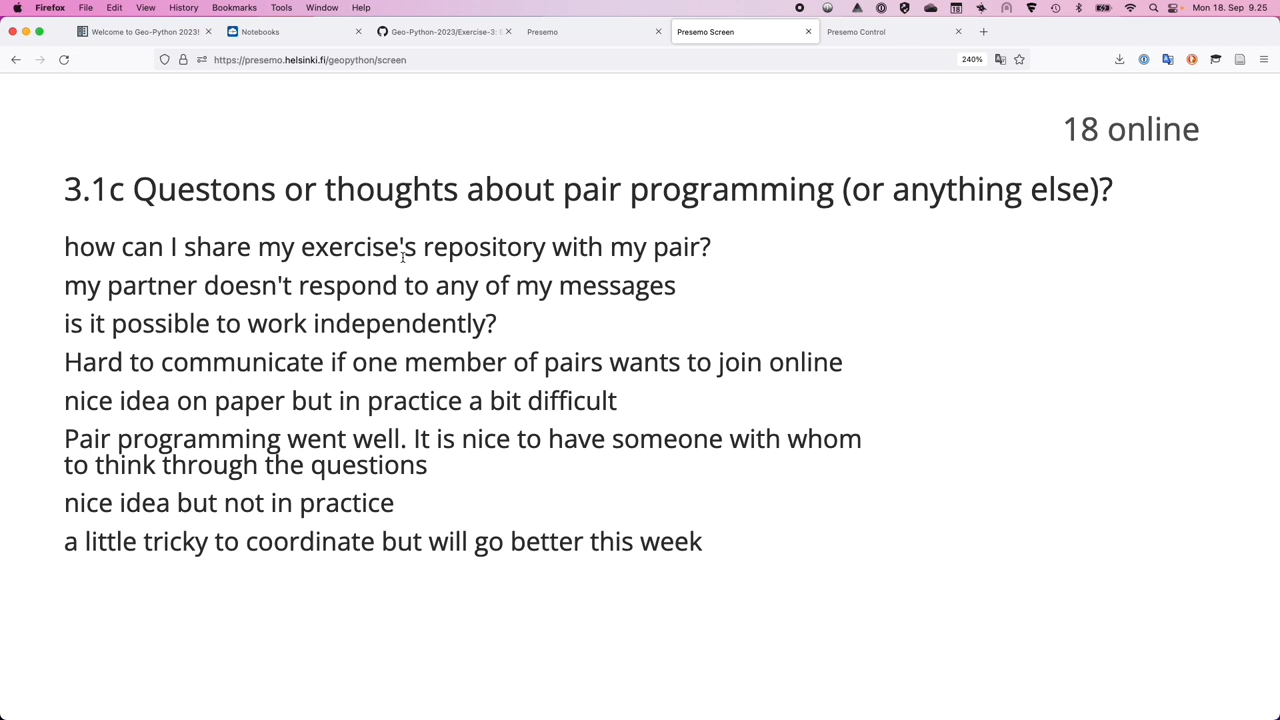 Firefox File Edit View History Bookmarks Tools Window Help Mon 18. Sep 9.25
Welcome to Geo-Python 2023! Notebooks Geo-Python-2023/Exercise-3: Presemo Presemo Screen Presemo Control
https://presemo.helsinki.fi/geopython/screen 240%
18 online
3.1c Questons or thoughts about pair programming (or anything else)?
how can I share my exercise's repository with my pair?
my partner doesn't respond to any of my messages
is it possible to work independently?
Hard to communicate if one member of pairs wants to join online
nice idea on paper but in practice a bit difficult
Pair programming went well. It is nice to have someone with whom
to think through the questions
nice idea but not in practice
a little tricky to coordinate but will go better this week